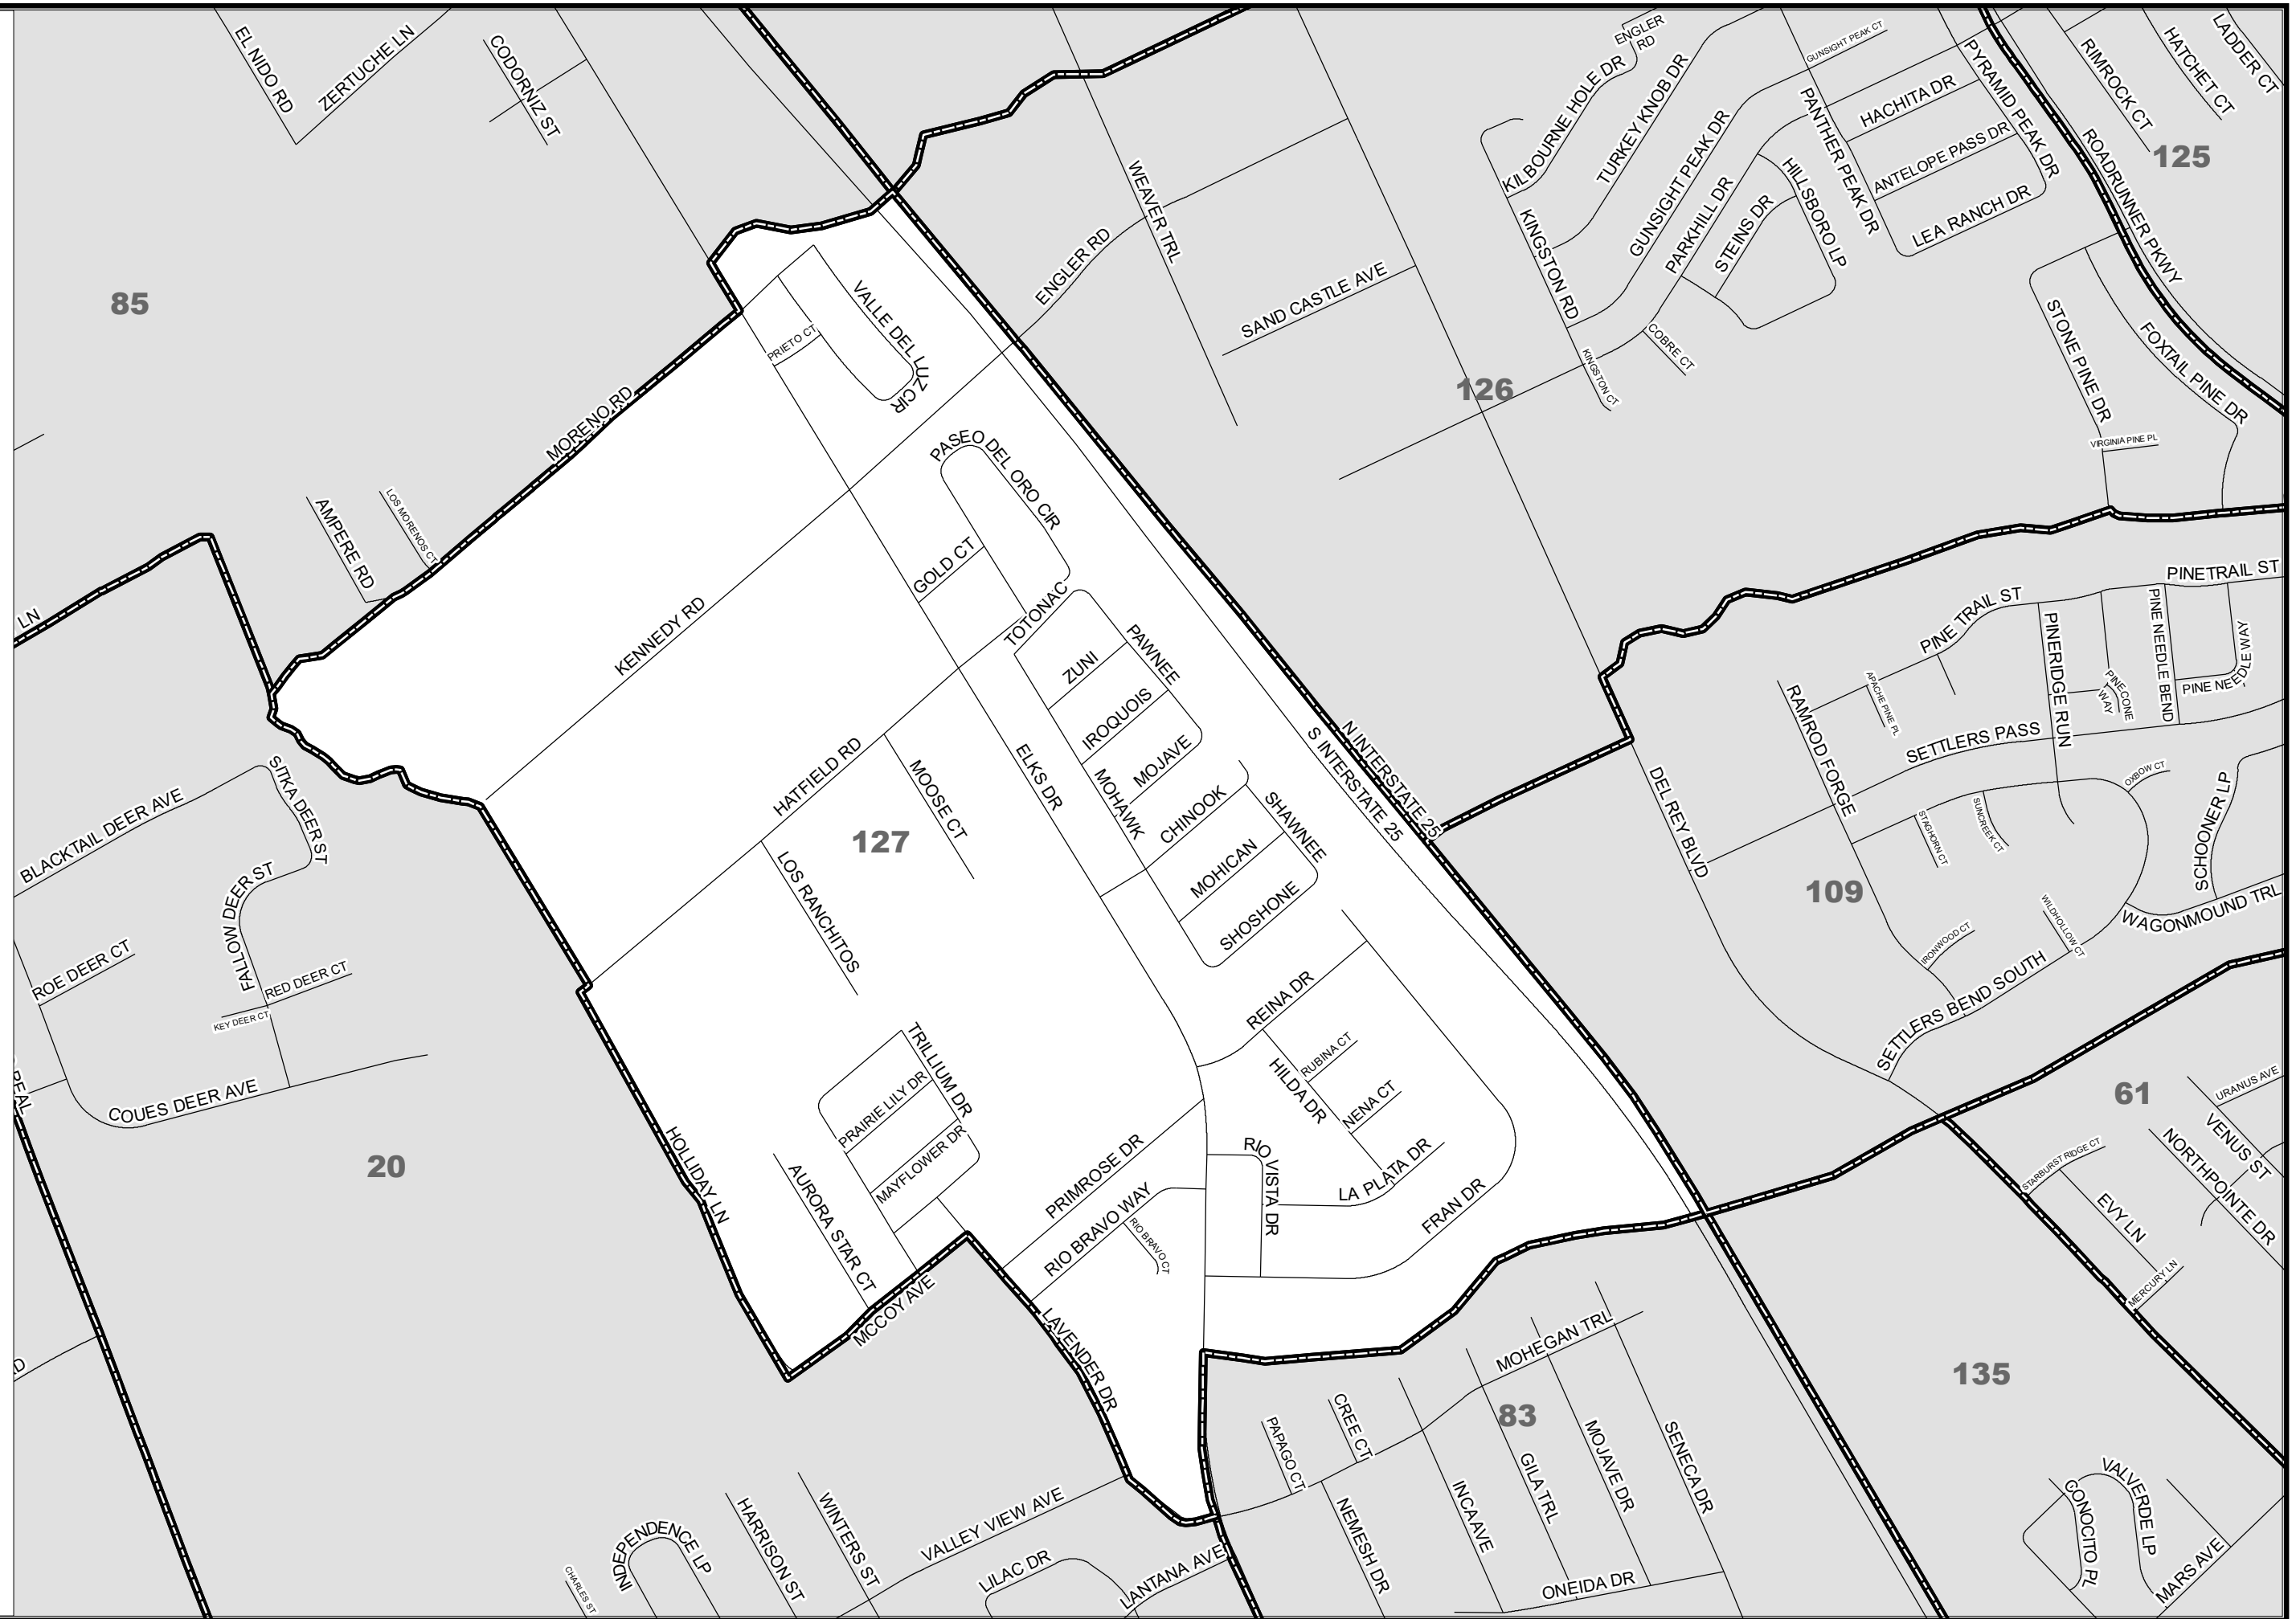 EL NIDO RD
ZERTUCHE LN
CODORNIZ ST
ENGLER
RD
GUNSIGHT PEAK CT
PYRAMID PEAK DR
RIMROCK CT
HATCHET CT
LADDER CT
KILBOURNE HOLE DR
TURKEY KNOB DR
GUNSIGHT PEAK DR
PANTHER PEAK DR
HACHITA DR
ANTELOPE PASS DR
LEA RANCH DR
ROADRUNNER PKWY
125
WEAVER TRL
ENGLER RD
SAND CASTLE AVE
KINGSTON RD
PARKHILL DR
STEINS DR
HILLSBORO LP
COBRE CT
KINGSTON CT
126
STONE PINE DR
FOXTAIL PINE DR
VIRGINIA PINE PL
85
VALLE DEL LUZ CIR
PRIETO CT
MORENO RD
LOS MORENOS CT
AMPERE RD
PASEO DEL ORO CIR
GOLD CT
KENNEDY RD
TOTONAC
LN
PAWNEE
ZUNI
IROQUOIS
MOJAVE
MOHAWK
ELKS DR
HATFIELD RD
MOOSE CT
127
LOS RANCHITOS
CHINOOK
SHAWNEE
MOHICAN
SHOSHONE
N INTERSTATE 25
S INTERSTATE 25
DEL REY BLVD
PINETRAIL ST
PINE TRAIL ST
PINERIDGE RUN
PINE NEEDLE BEND
PINE NEEDLE WAY
PINE CONE
WAY
APACHE PINE PL
RAMROD FORGE
SETTLERS PASS
OXBOW CT
SUNCREEK CT
STAGHORN CT
SCHOONER LP
109
WAGONMOUND TRL
WILDHOLLOW CT
IRONWOOD CT
SETTLERS BEND SOUTH
SITKA DEER ST
BLACKTAIL DEER AVE
FALLOW DEER ST
ROE DEER CT
RED DEER CT
KEY DEER CT
COUES DEER AVE
REAL
20
RD
TRILLIUM DR
PRAIRIE LILY DR
MAYFLOWER DR
AURORA STAR CT
HOLLIDAY LN
MCCOY AVE
REINA DR
RUBINA CT
HILDA DR
NENA CT
PRIMROSE DR
RIO BRAVO WAY
RIO BRAVO CT
RIO VISTA DR
LA PLATA DR
FRAN DR
LAVENDER DR
61
URANUS AVE
VENUS ST
NORTHPOINTE DR
STARBURST RIDGE CT
EVY LN
MERCURY LN
135
MOHEGAN TRL
83
CREE CT
PAPAGO CT
NEMESH DR
INCA AVE
GILA TRL
MOJAVE DR
SENECA DR
ONEIDA DR
VALLEY VIEW AVE
WINTERS ST
HARRISON ST
INDEPENDENCE LP
CHARLES ST
LILAC DR
LANTANA AVE
CONOCITO PL
VALVERDE LP
MARS AVE